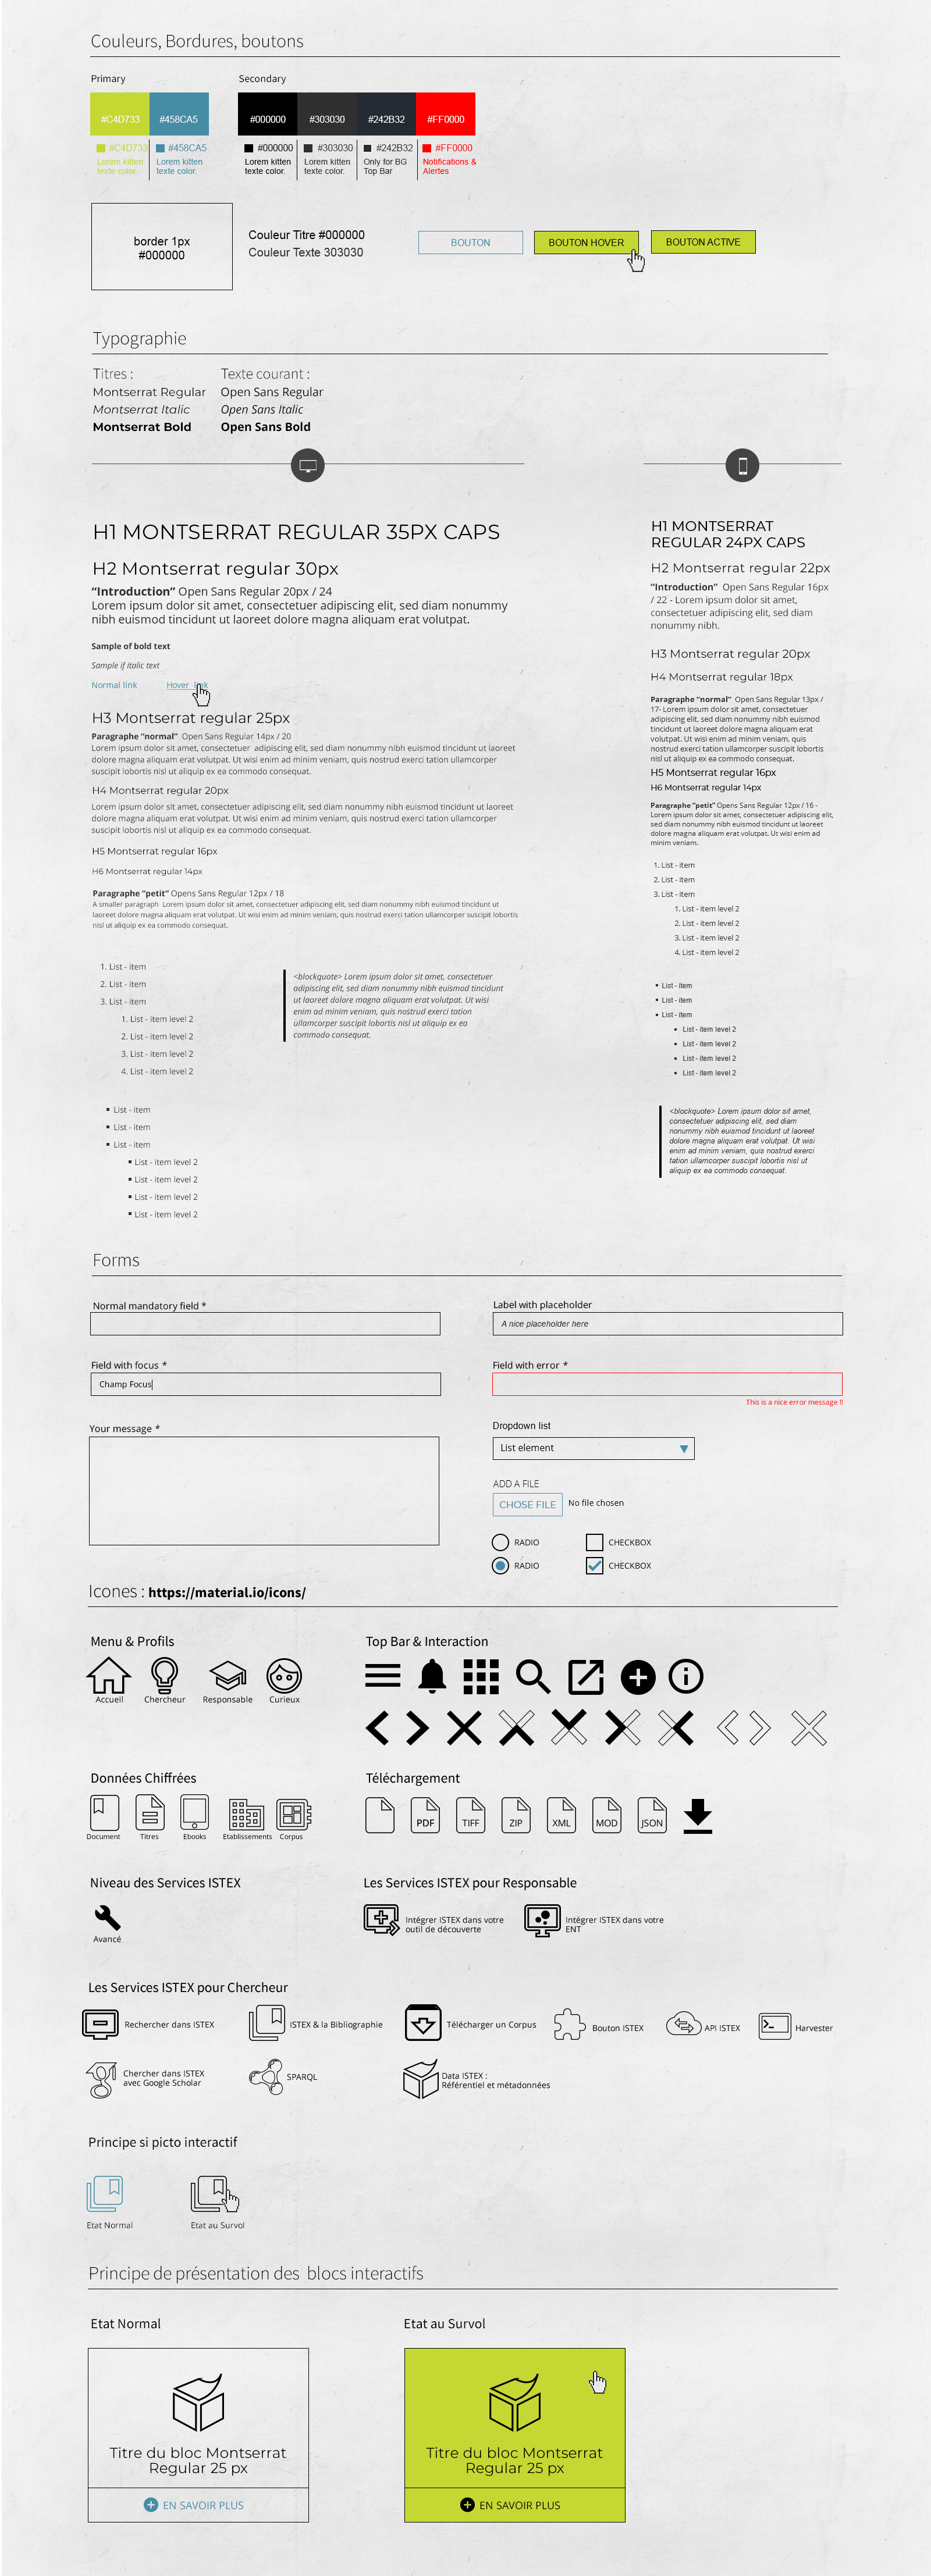 Couleurs, Bordures, boutons
Primary
Secondary
#C4D733
#458CA5
#000000
#303030
#242B32
#FF0000
#C4D733
Lorem kitten
texte color.
#458CA5
Lorem kitten
texte color.
#000000
Lorem kitten
texte color.
#303030
Lorem kitten
texte color.
#242B32
Only for BG
Top Bar
#FF0000
Notifications &
Alertes
border 1px
#000000
Couleur Titre #000000
Couleur Texte 303030
BOUTON
BOUTON HOVER
BOUTON ACTIVE
Typographie
Titres :
Montserrat Regular
Montserrat Italic
Montserrat Bold
Texte courant :
Open Sans Regular
Open Sans Italic
Open Sans Bold
H1 MONTSERRAT REGULAR 35PX CAPS
H2 Montserrat regular 30px
“Introduction” Open Sans Regular 20px / 24
Lorem ipsum dolor sit amet, consectetuer adipiscing elit, sed diam nonummy
nibh euismod tincidunt ut laoreet dolore magna aliquam erat volutpat.
Sample of bold text
Sample if italic text
Normal link
Hover link
H3 Montserrat regular 25px
Paragraphe “normal” Open Sans Regular 14px / 20
Lorem ipsum dolor sit amet, consectetuer adipiscing elit, sed diam nonummy nibh euismod tincidunt ut laoreet
dolore magna aliquam erat volutpat. Ut wisi enim ad minim veniam, quis nostrud exerci tation ullamcorper
suscipit lobortis nisl ut aliquip ex ea commodo consequat.
H4 Montserrat regular 20px
Lorem ipsum dolor sit amet, consectetuer adipiscing elit, sed diam nonummy nibh euismod tincidunt ut laoreet
dolore magna aliquam erat volutpat. Ut wisi enim ad minim veniam, quis nostrud exerci tation ullamcorper
suscipit lobortis nisl ut aliquip ex ea commodo consequat.
H5 Montserrat regular 16px
H6 Montserrat regular 14px
Paragraphe “petit” Opens Sans Regular 12px / 18
A smaller paragraph Lorem ipsum dolor sit amet, consectetuer adipiscing elit, sed diam nonummy nibh euismod tincidunt ut
laoreet dolore magna aliquam erat volutpat. Ut wisi enim ad minim veniam, quis nostrud exerci tation ullamcorper suscipit lobortis
nisl ut aliquip ex ea commodo consequat.
1. List - item
2. List - item
3. List - item
1. List - item level 2
2. List - item level 2
3. List - item level 2
4. List - item level 2
<blockquote> Lorem ipsum dolor sit amet, consectetuer
adipiscing elit, sed diam nonummy nibh euismod tincidunt
ut laoreet dolore magna aliquam erat volutpat. Ut wisi
enim ad minim veniam, quis nostrud exerci tation
ullamcorper suscipit lobortis nisl ut aliquip ex ea
commodo consequat.
▪ List - item
▪ List - item
▪ List - item
▪ List - item level 2
▪ List - item level 2
▪ List - item level 2
▪ List - item level 2
H1 MONTSERRAT
REGULAR 24PX CAPS
H2 Montserrat regular 22px
“Introduction” Open Sans Regular 16px
/ 22 - Lorem ipsum dolor sit amet,
consectetuer adipiscing elit, sed diam
nonummy nibh.
H3 Montserrat regular 20px
H4 Montserrat regular 18px
Paragraphe “normal” Open Sans Regular 13px /
17- Lorem ipsum dolor sit amet, consectetuer
adipiscing elit, sed diam nonummy nibh euismod
tincidunt ut laoreet dolore magna aliquam erat
volutpat. Ut wisi enim ad minim veniam, quis
nostrud exerci tation ullamcorper suscipit lobortis
nisl ut aliquip ex ea commodo consequat.
H5 Montserrat regular 16px
H6 Montserrat regular 14px
Paragraphe “petit” Opens Sans Regular 12px / 16 -
Lorem ipsum dolor sit amet, consectetuer adipiscing elit,
sed diam nonummy nibh euismod tincidunt ut laoreet
dolore magna aliquam erat volutpat. Ut wisi enim ad
minim veniam.
1. List - item
2. List - item
3. List - item
1. List - item level 2
2. List - item level 2
3. List - item level 2
4. List - item level 2
▪ List - item
▪ List - item
▪ List - item
▪ List - item level 2
▪ List - item level 2
▪ List - item level 2
▪ List - item level 2
<blockquote> Lorem ipsum dolor sit amet,
consectetuer adipiscing elit, sed diam
nonummy nibh euismod tincidunt ut laoreet
dolore magna aliquam erat volutpat. Ut wisi
enim ad minim veniam, quis nostrud exerci
tation ullamcorper suscipit lobortis nisl ut
aliquip ex ea commodo consequat.
Forms
Normal mandatory field *
Label with placeholder
A nice placeholder here
Field with focus *
Champ Focus
Field with error *
This is a nice error message !!
Your message *
Dropdown list
List element
ADD A FILE
CHOSE FILE
No file chosen
RADIO
CHECKBOX
RADIO
CHECKBOX
Icones : https://material.io/icons/
Menu & Profils
Accueil
Chercheur
Responsable
Curieux
Top Bar & Interaction
Données Chiffrées
Document
Titres
Ebooks
Etablissements
Corpus
Téléchargement
PDF
TIFF
ZIP
XML
MOD
JSON
Niveau des Services ISTEX
Avancé
Les Services ISTEX pour Responsable
Intégrer ISTEX dans votre
outil de découverte
Intégrer ISTEX dans votre
ENT
Les Services ISTEX pour Chercheur
Rechercher dans ISTEX
ISTEX & la Bibliographie
Télécharger un Corpus
Bouton ISTEX
API ISTEX
Harvester
Chercher dans ISTEX
avec Google Scholar
SPARQL
Data ISTEX :
Référentiel et métadonnées
Principe si picto interactif
Etat Normal
Etat au Survol
Principe de présentation des blocs interactifs
Etat Normal
Etat au Survol
Titre du bloc Montserrat
Regular 25 px
EN SAVOIR PLUS
Titre du bloc Montserrat
Regular 25 px
EN SAVOIR PLUS